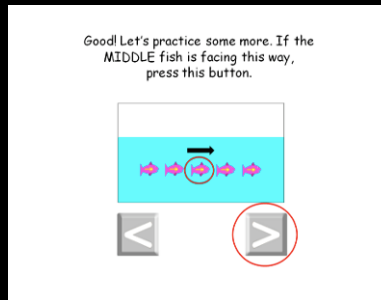 Good! Let's practice some more. If the
MIDDLE fish is facing this way,
press this button.
< >